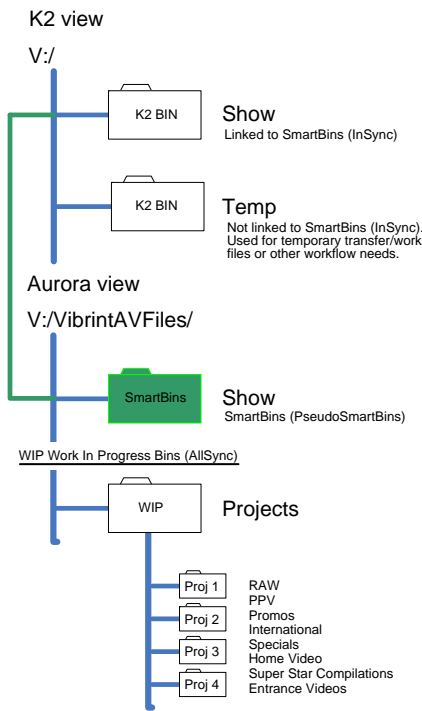 K2 view
V:/
K2 BIN
Show
Linked to SmartBins (InSync)
K2 BIN
Temp
Not linked to SmartBins (InSync).
Used for temporary transfer/work
files or other workflow needs.
Aurora view
V:/VibrintAVFiles/
SmartBins
Show
SmartBins (PseudoSmartBins)
WIP Work In Progress Bins (AllSync)
WIP
Projects
Proj 1
RAW
PPV
Proj 2
Promos
International
Proj 3
Specials
Home Video
Proj 4
Super Star Compilations
Entrance Videos